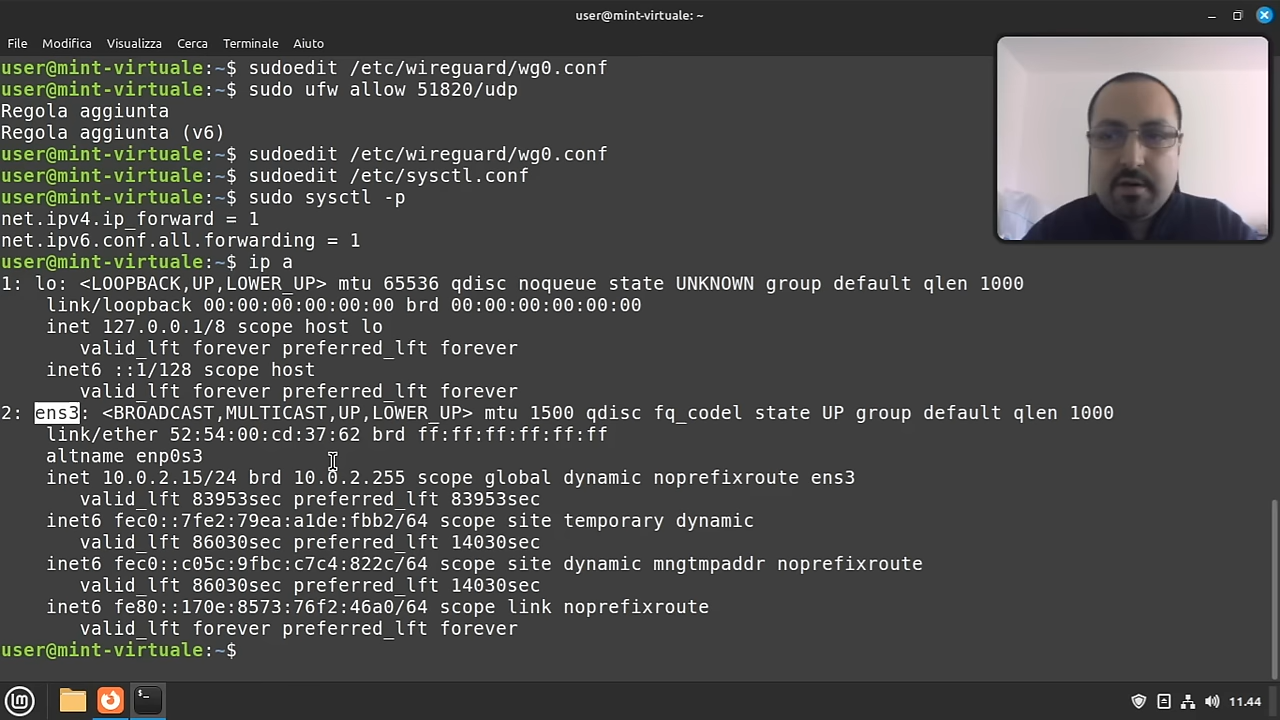 user@mint-virtuale: ~
File Modifica Visualizza Cerca Terminale Aiuto
user@mint-virtuale:~$ sudoedit /etc/wireguard/wg0.conf
user@mint-virtuale:~$ sudo ufw allow 51820/udp
Regola aggiunta
Regola aggiunta (v6)
user@mint-virtuale:~$ sudoedit /etc/wireguard/wg0.conf
user@mint-virtuale:~$ sudoedit /etc/sysctl.conf
user@mint-virtuale:~$ sudo sysctl -p
net.ipv4.ip_forward = 1
net.ipv6.conf.all.forwarding = 1
user@mint-virtuale:~$ ip a
1: lo: <LOOPBACK,UP,LOWER_UP> mtu 65536 qdisc noqueue state UNKNOWN group default qlen 1000
    link/loopback 00:00:00:00:00:00 brd 00:00:00:00:00:00
    inet 127.0.0.1/8 scope host lo
       valid_lft forever preferred_lft forever
    inet6 ::1/128 scope host
       valid_lft forever preferred_lft forever
2: ens3: <BROADCAST,MULTICAST,UP,LOWER_UP> mtu 1500 qdisc fq_codel state UP group default qlen 1000
    link/ether 52:54:00:cd:37:62 brd ff:ff:ff:ff:ff:ff
    altname enp0s3
    inet 10.0.2.15/24 brd 10.0.2.255 scope global dynamic noprefixroute ens3
       valid_lft 83953sec preferred_lft 83953sec
    inet6 fec0::7fe2:79ea:a1de:fbb2/64 scope site temporary dynamic
       valid_lft 86030sec preferred_lft 14030sec
    inet6 fec0::c05c:9fbc:c7c4:822c/64 scope site dynamic mngtmpaddr noprefixroute
       valid_lft 86030sec preferred_lft 14030sec
    inet6 fe80::170e:8573:76f2:46a0/64 scope link noprefixroute
       valid_lft forever preferred_lft forever
user@mint-virtuale:~$
11.44